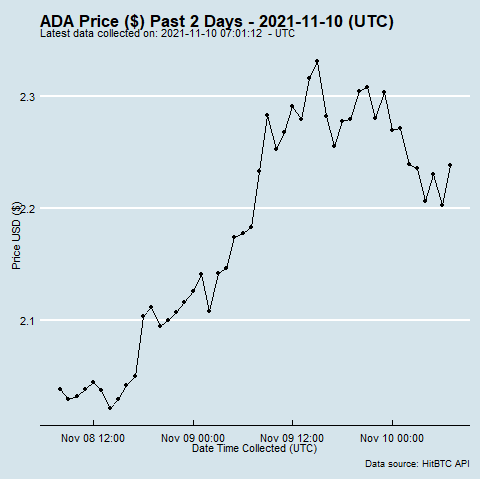 ADA Price ($) Past 2 Days - 2021-11-10 (UTC)
Latest data collected on: 2021-11-10 07:01:12  - UTC
2.3
2.2
2.1
Price USD ($)
Nov 08 12:00
Nov 09 00:00
Nov 09 12:00
Nov 10 00:00
Date Time Collected (UTC)
Data source: HitBTC API